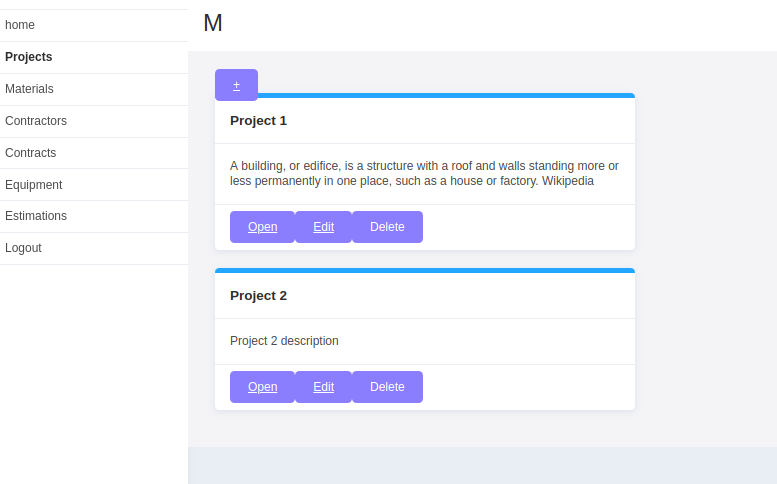 home
Projects
Materials
Contractors
Contracts
Equipment
Estimations
Logout
M
+
Project 1
A building, or edifice, is a structure with a roof and walls standing more or
less permanently in one place, such as a house or factory. Wikipedia
Open Edit Delete
Project 2
Project 2 description
Open Edit Delete